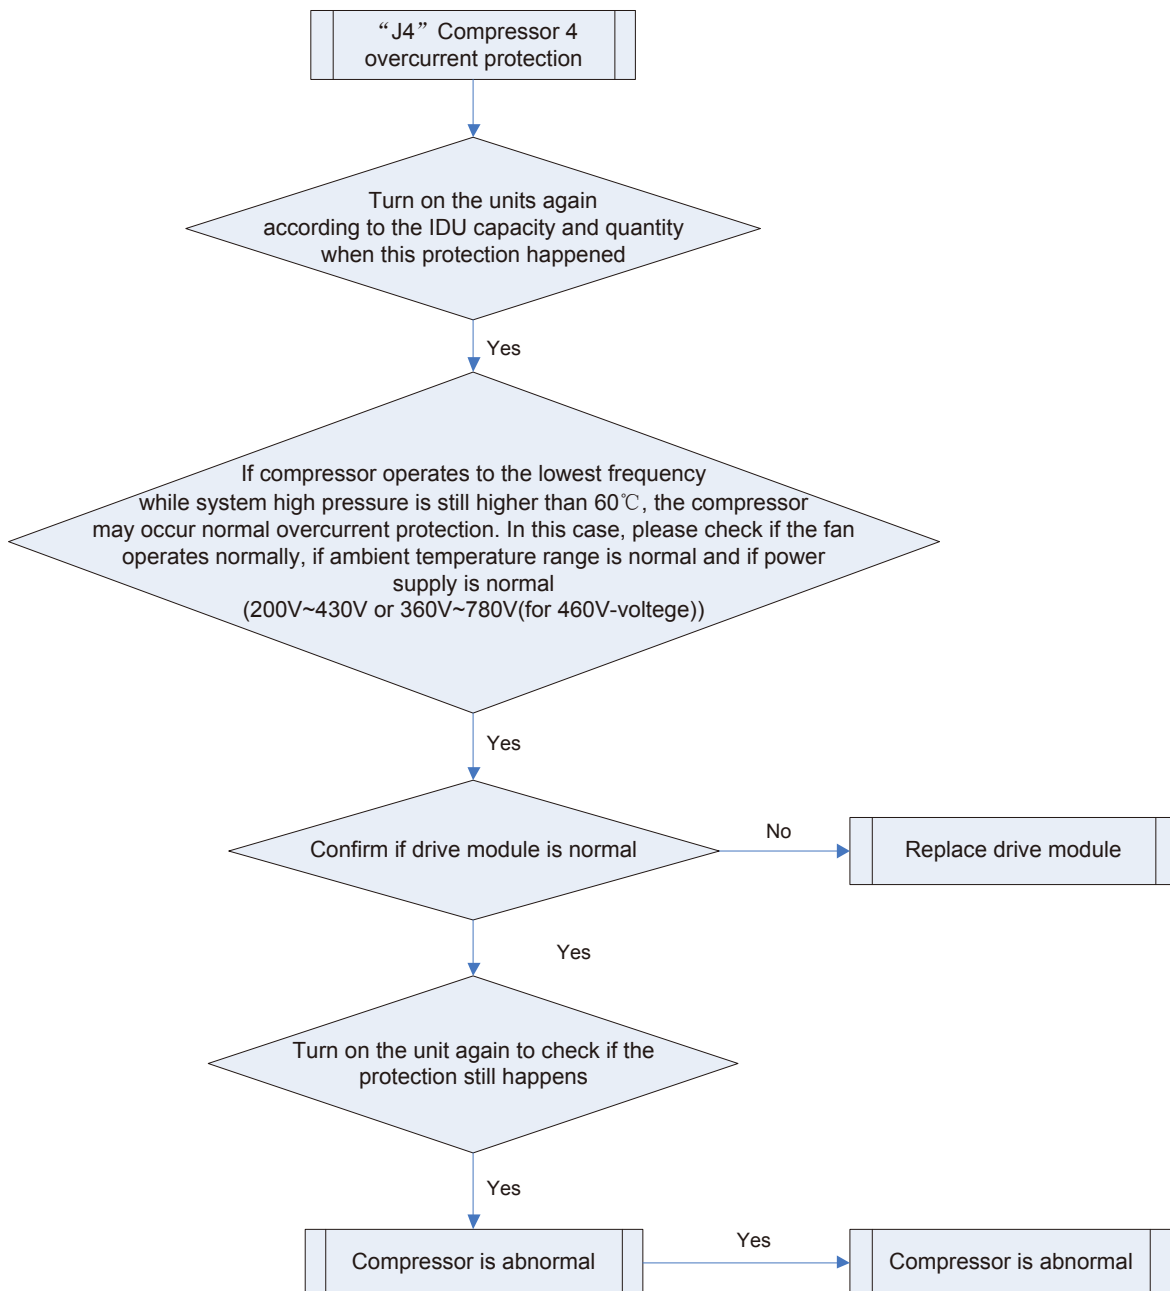 “J4” Compressor 4
overcurrent protection
Turn on the units again
according to the IDU capacity and quantity
when this protection happened
Yes
If compressor operates to the lowest frequency
while system high pressure is still higher than 60℃, the compressor
may occur normal overcurrent protection. In this case, please check if the fan
operates normally, if ambient temperature range is normal and if power
supply is normal
(200V~430V or 360V~780V(for 460V-voltege))
Yes
Confirm if drive module is normal
No
Replace drive module
Yes
Turn on the unit again to check if the
protection still happens
Yes
Compressor is abnormal
Yes
Compressor is abnormal